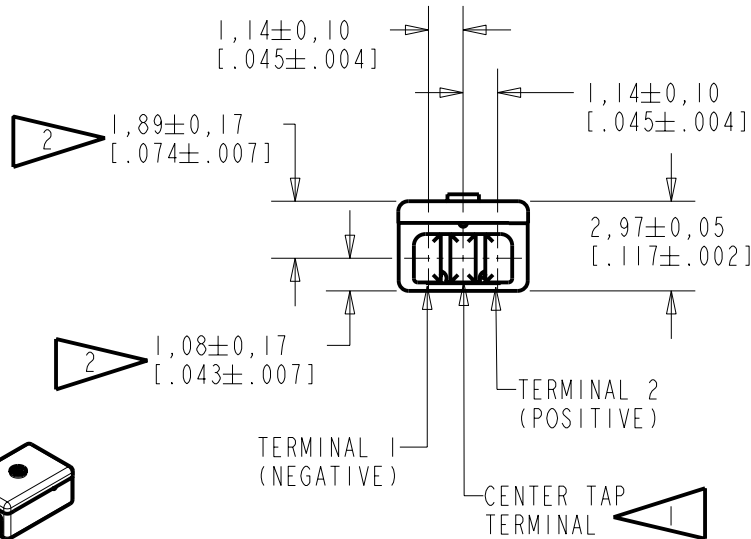 1,14±0,10
[.045±.004]
1,14±0,10
[.045±.004]
2
1,89±0,17
[.074±.007]
2,97±0,05
[.117±.002]
2
1,08±0,17
[.043±.007]
TERMINAL 2
(POSITIVE)
TERMINAL 1
(NEGATIVE)
CENTER TAP
TERMINAL
1